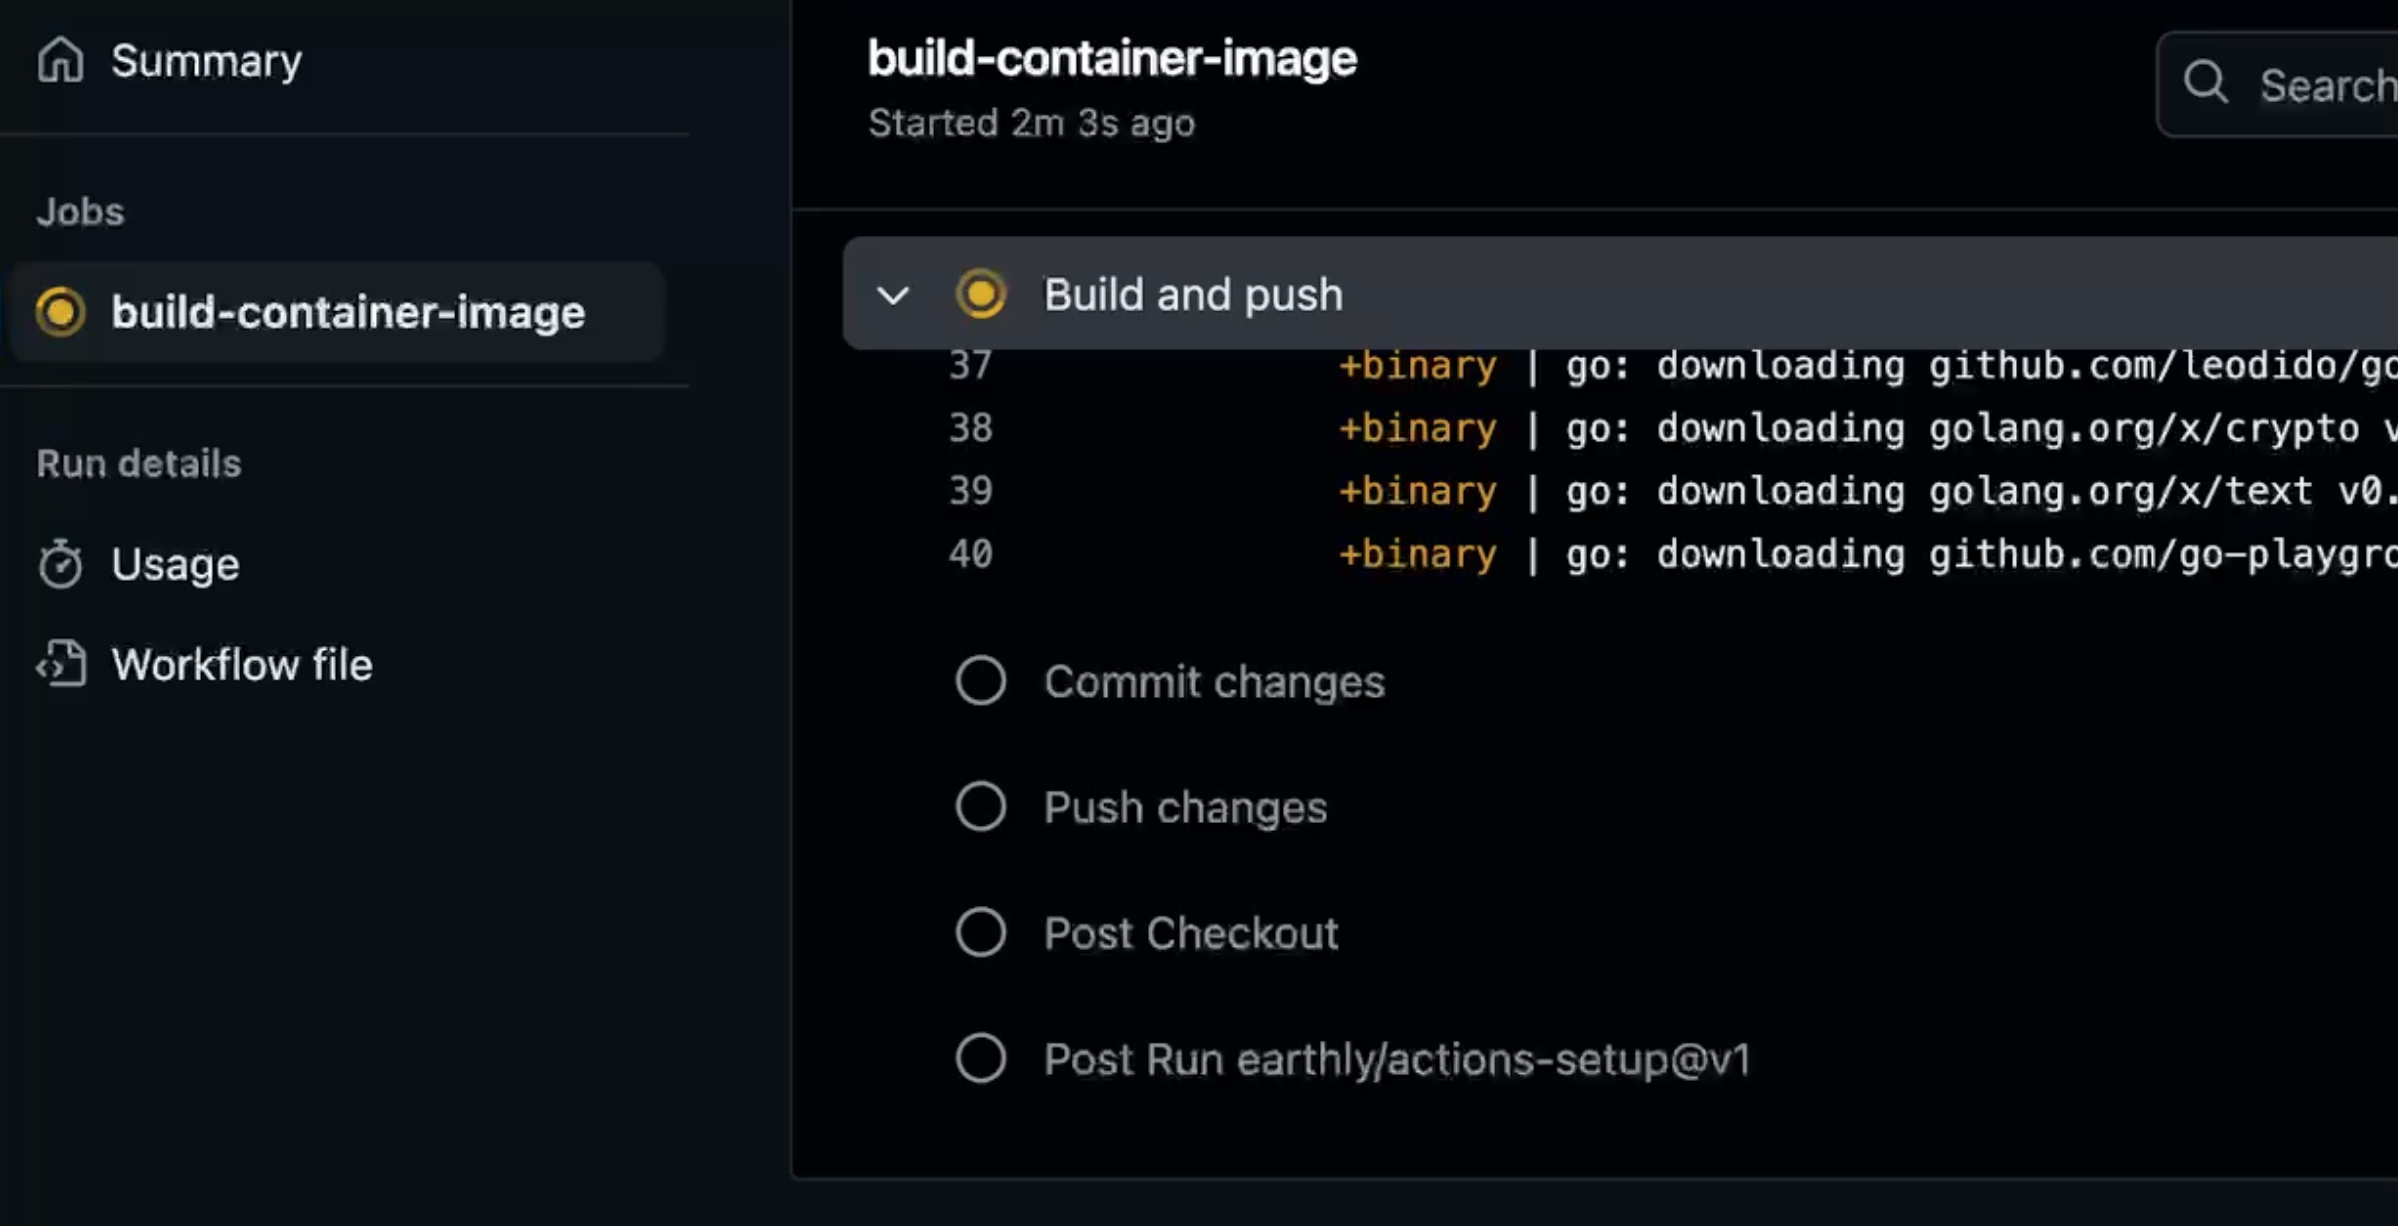 Summary
Jobs
build-container-image
Run details
Usage
Workflow file
build-container-image
Started 2m 3s ago
Search
Build and push
37 +binary | go: downloading github.com/leodido/go
38 +binary | go: downloading golang.org/x/crypto v
39 +binary | go: downloading golang.org/x/text v0.
40 +binary | go: downloading github.com/go-playgro
Commit changes
Push changes
Post Checkout
Post Run earthly/actions-setup@v1